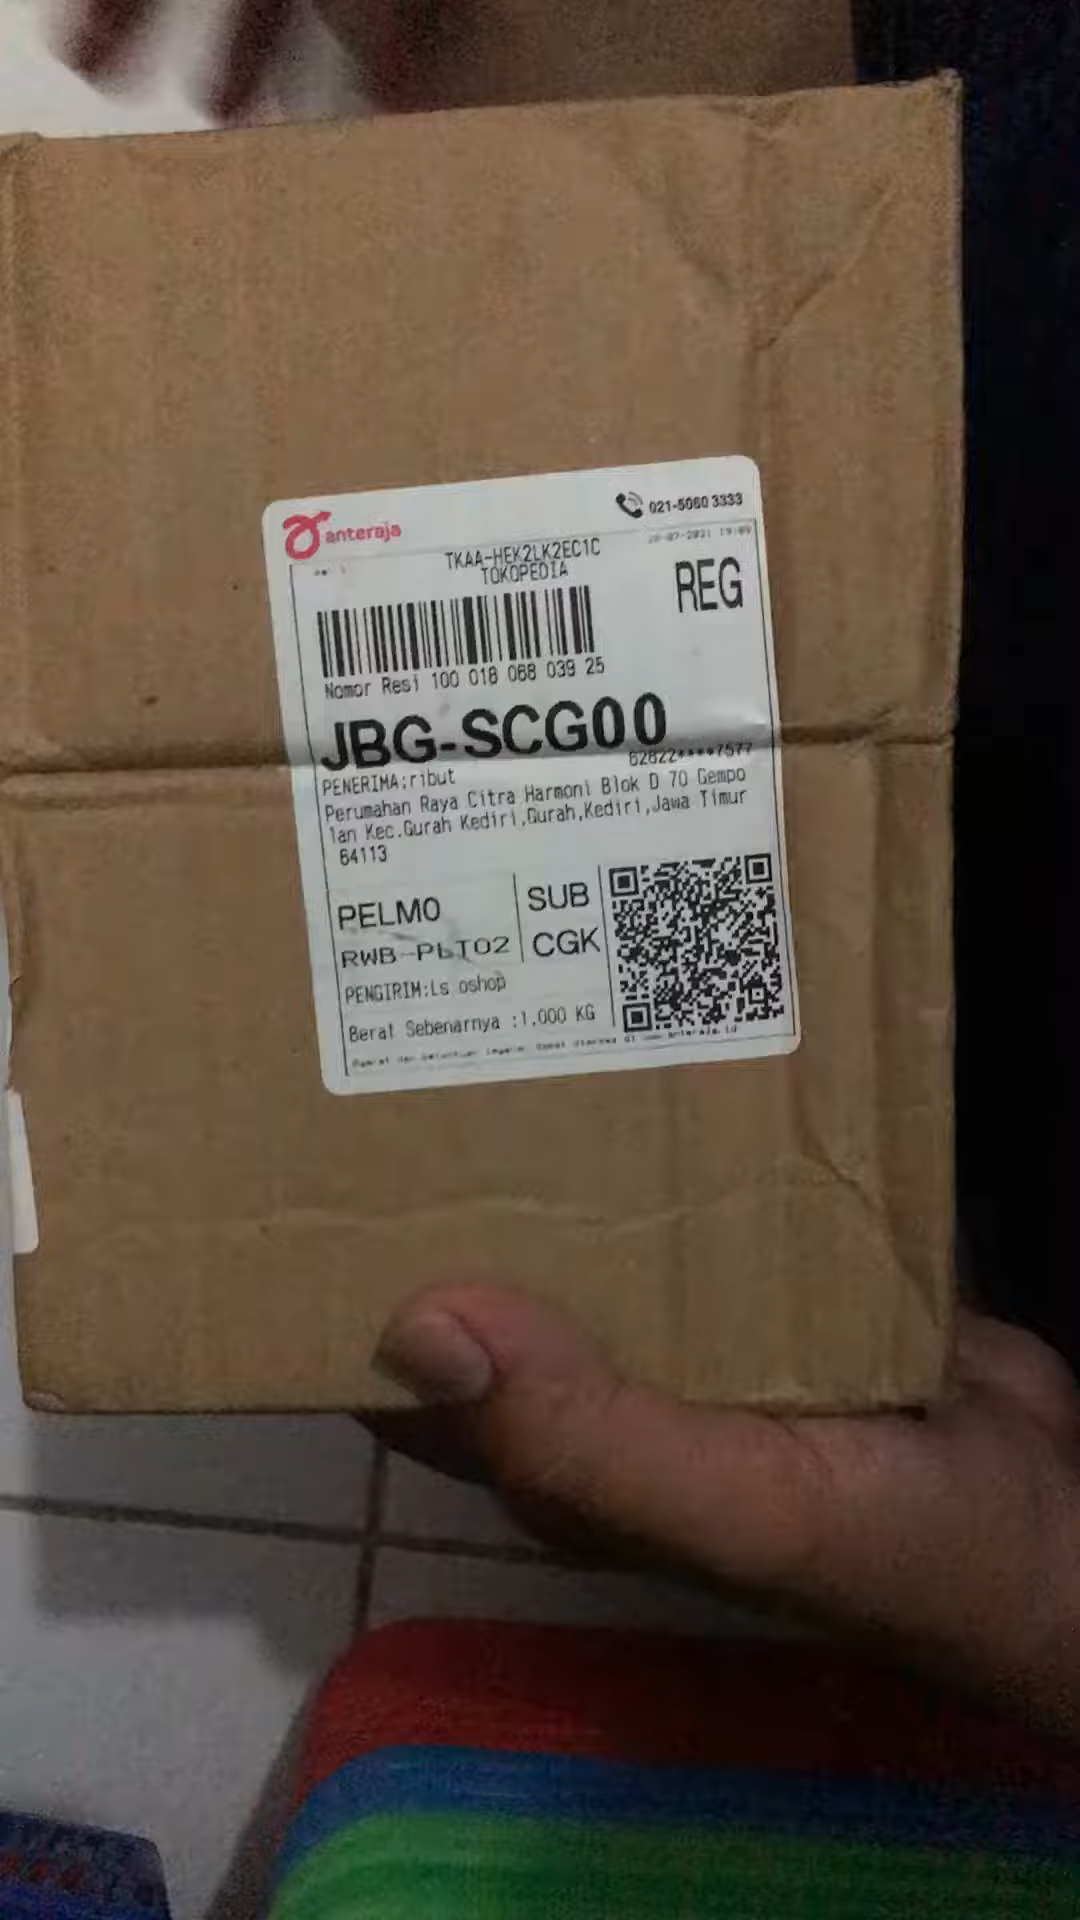 anteraja
021-5060 3333
TKAA-HEK2LK2EC1C
TOKOPEDIA
REG
Nomor Resi 100 018 068 039 25
JBG-SCG00
62822****7577
PENERIMA:ribut
Perumahan Raya Citra Harmoni Blok D 70 Gempo
lan Kec.Gurah Kediri,Gurah,Kediri,Jawa Timur
64113
PELM0
SUB
RWB-PLT02
CGK
PENGIRIM:Ls oshop
Berat Sebenarnya :1,000 KG